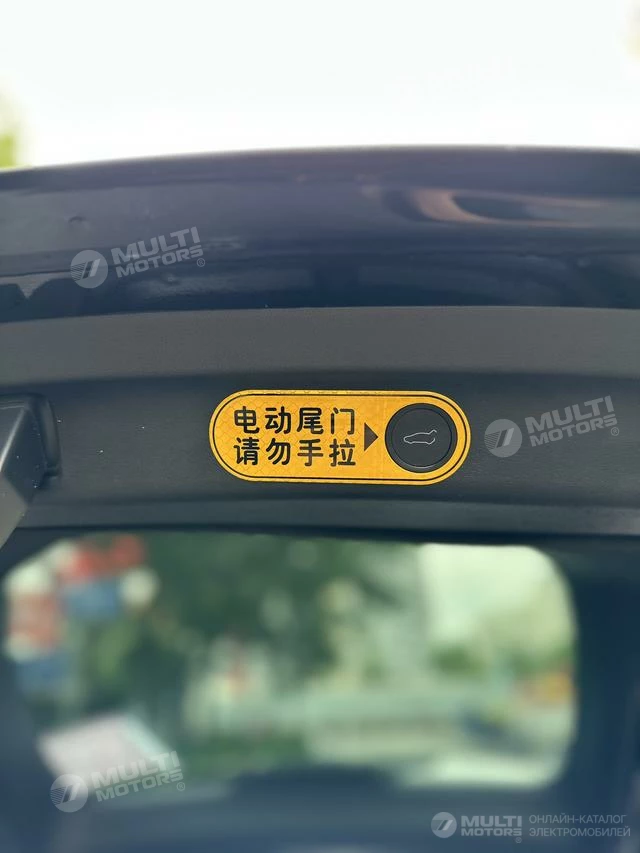 MULTI
MOTORS®
电动尾门
请勿手拉
MULTI
MOTORS®
MULTI
MOTORS®
MULTI
MOTORS®
ОНЛАЙН-КАТАЛОГ
ЭЛЕКТРОМОБИЛЕЙ